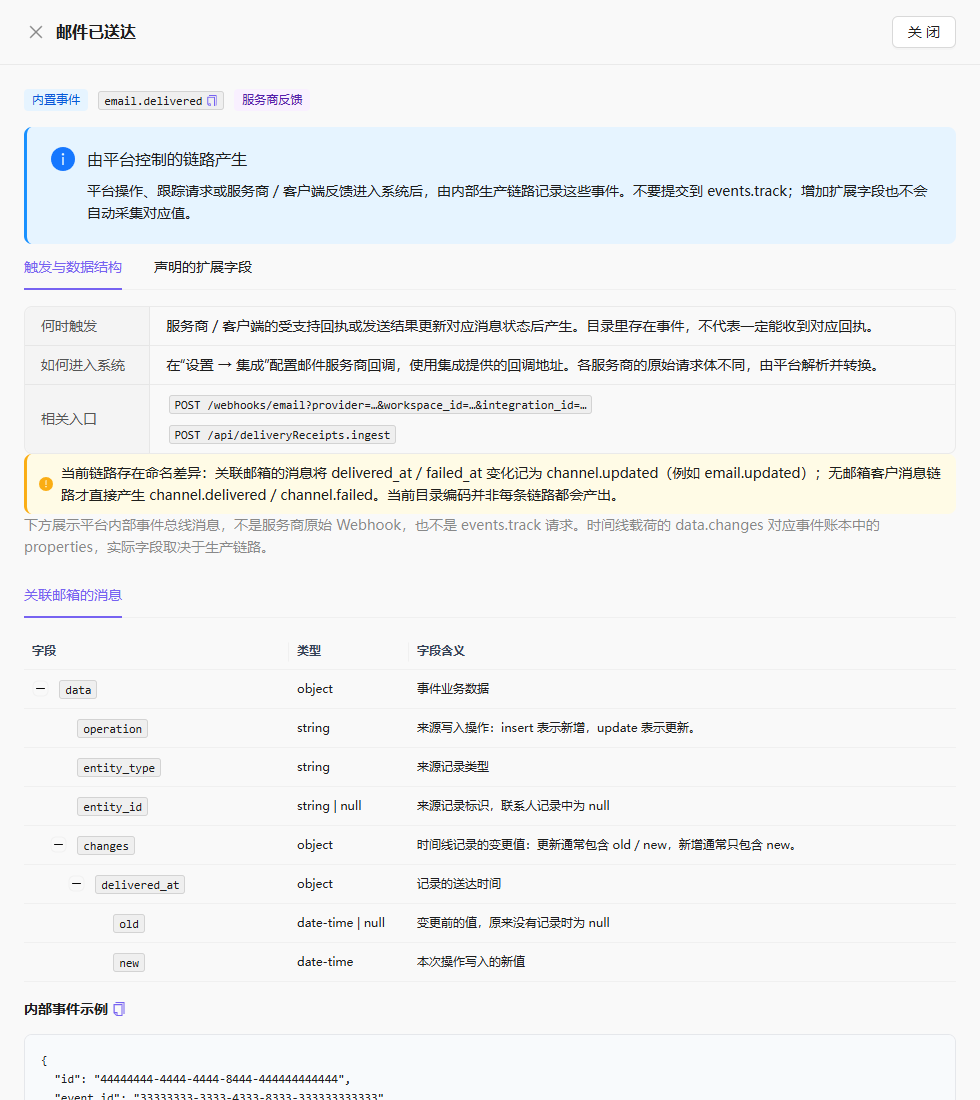 邮件已送达
关 闭
内置事件 email.delivered 服务商反馈
由平台控制的链路产生
平台操作、跟踪请求或服务商 / 客户端反馈进入系统后，由内部生产链路记录这些事件。不要提交到 events.track；增加扩展字段也不会
自动采集对应值。
触发与数据结构 声明的扩展字段
何时触发 服务商 / 客户端的受支持回执或发送结果更新对应消息状态后产生。目录里存在事件，不代表一定能收到对应回执。
如何进入系统 在“设置 → 集成”配置邮件服务商回调，使用集成提供的回调地址。各服务商的原始请求体不同，由平台解析并转换。
相关入口 POST /webhooks/email?provider=…&workspace_id=…&integration_id=…
POST /api/deliveryReceipts.ingest
当前链路存在命名差异：关联邮箱的消息将 delivered_at / failed_at 变化记为 channel.updated（例如 email.updated）；无邮箱客户消息链
路才直接产生 channel.delivered / channel.failed。当前目录编码并非每条链路都会产出。
下方展示平台内部事件总线消息，不是服务商原始 Webhook，也不是 events.track 请求。时间线载荷的 data.changes 对应事件账本中的
properties，实际字段取决于生产链路。
关联邮箱的消息
字段 类型 字段含义
data object 事件业务数据
operation string 来源写入操作：insert 表示新增，update 表示更新。
entity_type string 来源记录类型
entity_id string | null 来源记录标识，联系人记录中为 null
changes object 时间线记录的变更值：更新通常包含 old / new，新增通常只包含 new。
delivered_at object 记录的送达时间
old date-time | null 变更前的值，原来没有记录时为 null
new date-time 本次操作写入的新值
内部事件示例
{
"id": "44444444-4444-4444-8444-444444444444",
"event_id": "33333333-3333-4333-8333-333333333333"